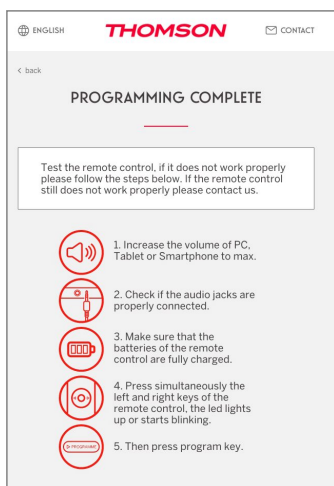 ENGLISH
THOMSON
CONTACT
< back
PROGRAMMING COMPLETE
Test the remote control, if it does not work properly
please follow the steps below. If the remote control
still does not work properly please contact us.
1. Increase the volume of PC,
Tablet or Smartphone to max.
2. Check if the audio jacks are
properly connected.
3. Make sure that the
batteries of the remote
control are fully charged.
4. Press simultaneously the
left and right keys of the
remote control, the led lights
up or starts blinking.
▷ PROGRAMME
5. Then press program key.